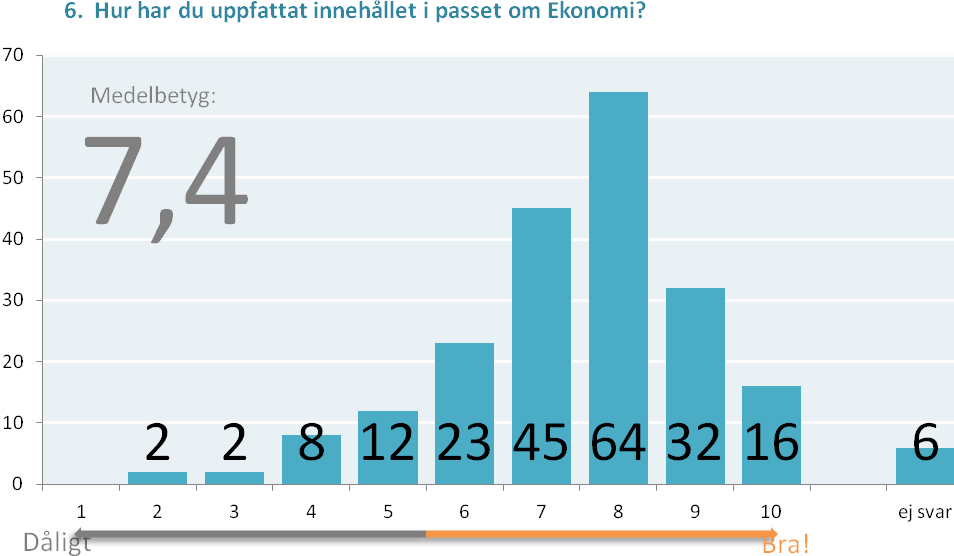 6. Hur har du uppfattat innehållet i passet om Ekonomi?
70
60
50
40
30
20
10
0
Medelbetyg:
7,4
2 2 8 12 23 45 64 32 16 6
1 2 3 4 5 6 7 8 9 10 ej svar
Dåligt Bra!